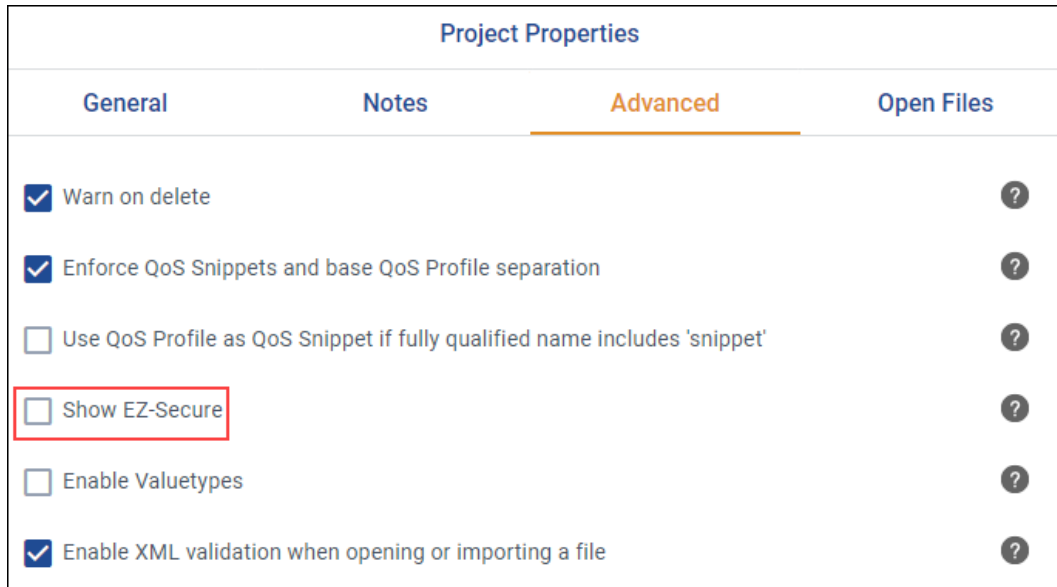 Project Properties
General Notes Advanced Open Files
Warn on delete ?
Enforce QoS Snippets and base QoS Profile separation ?
Use QoS Profile as QoS Snippet if fully qualified name includes 'snippet' ?
Show EZ-Secure ?
Enable Valuetypes ?
Enable XML validation when opening or importing a file ?